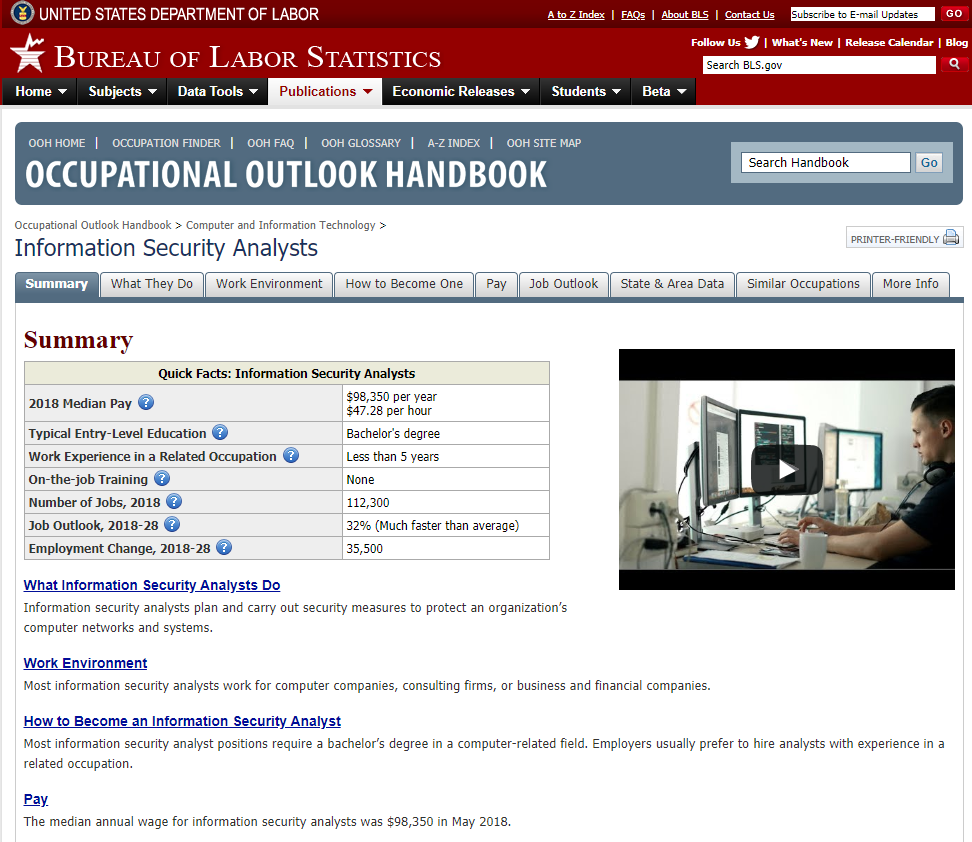 UNITED STATES DEPARTMENT OF LABOR
A to Z Index | FAQs | About BLS | Contact Us
Subscribe to E-mail Updates
GO
Follow Us | What's New | Release Calendar | Blog
BUREAU OF LABOR STATISTICS
Search BLS.gov
Home
Subjects
Data Tools
Publications
Economic Releases
Students
Beta
OOH HOME | OCCUPATION FINDER | OOH FAQ | OOH GLOSSARY | A-Z INDEX | OOH SITE MAP
OCCUPATIONAL OUTLOOK HANDBOOK
Search Handbook
Go
Occupational Outlook Handbook > Computer and Information Technology >
Information Security Analysts
PRINTER-FRIENDLY
Summary
What They Do
Work Environment
How to Become One
Pay
Job Outlook
State & Area Data
Similar Occupations
More Info
Summary
Quick Facts: Information Security Analysts
2018 Median Pay ?
$98,350 per year
$47.28 per hour
Typical Entry-Level Education ? Bachelor's degree
Work Experience in a Related Occupation ? Less than 5 years
On-the-job Training ? None
Number of Jobs, 2018 ? 112,300
Job Outlook, 2018-28 ? 32% (Much faster than average)
Employment Change, 2018-28 ? 35,500
What Information Security Analysts Do
Information security analysts plan and carry out security measures to protect an organization’s
computer networks and systems.
Work Environment
Most information security analysts work for computer companies, consulting firms, or business and financial companies.
How to Become an Information Security Analyst
Most information security analyst positions require a bachelor’s degree in a computer-related field. Employers usually prefer to hire analysts with experience in a
related occupation.
Pay
The median annual wage for information security analysts was $98,350 in May 2018.